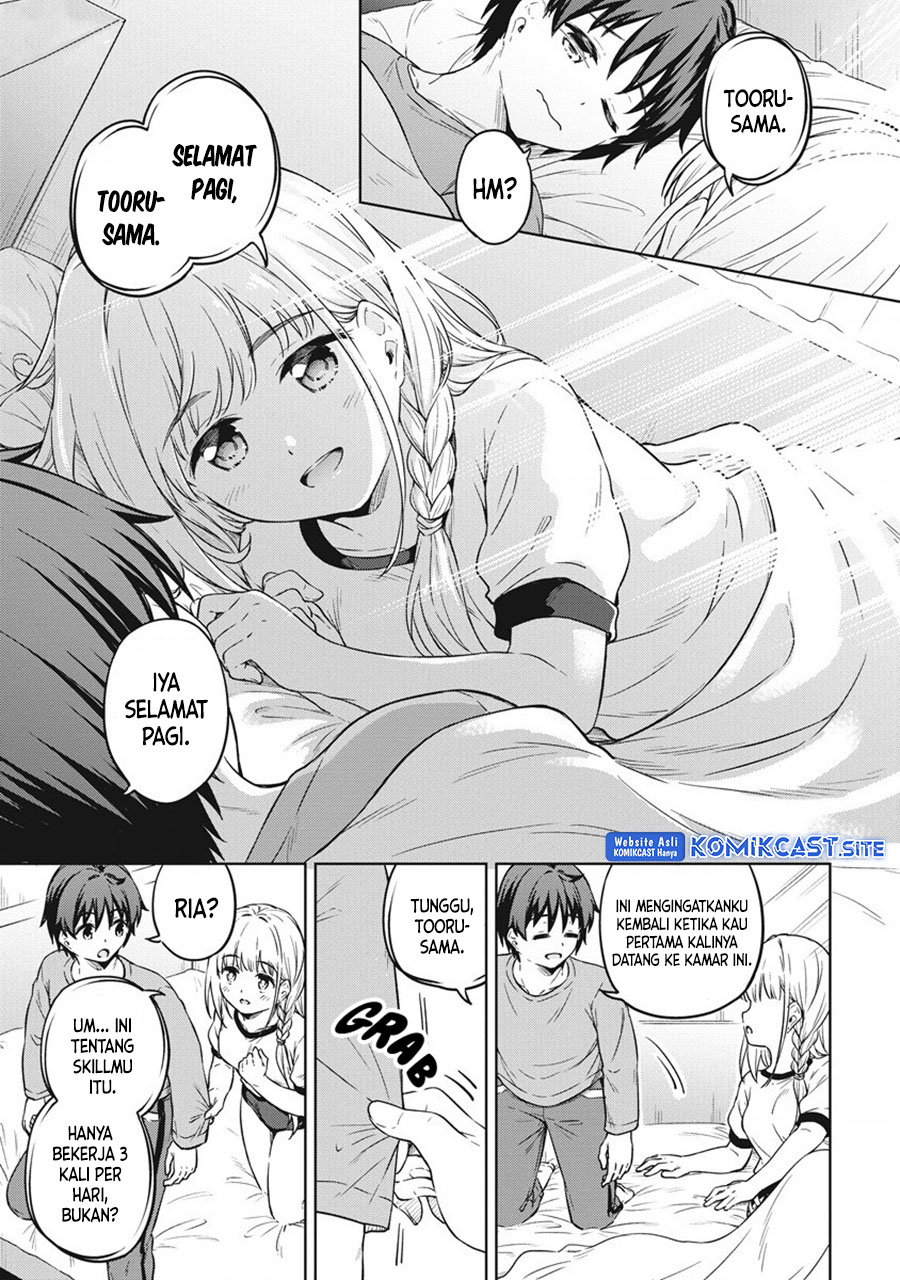 TOORU-
SAMA.
HM?
SELAMAT
PAGI,
TOORU-
SAMA.
IYA
SELAMAT
PAGI.
Website Asli
KOMIKCAST Hanya
KOMIKCAST.SITE
INI MENGINGATKANKU
KEMBALI KETIKA KAU
PERTAMA KALINYA
DATANG KE KAMAR INI.
TUNGGU,
TOORU-
SAMA.
GRAB
RIA?
UM... INI
TENTANG
SKILLMU
ITU.
HANYA
BEKERJA 3
KALI PER
HARI,
BUKAN?